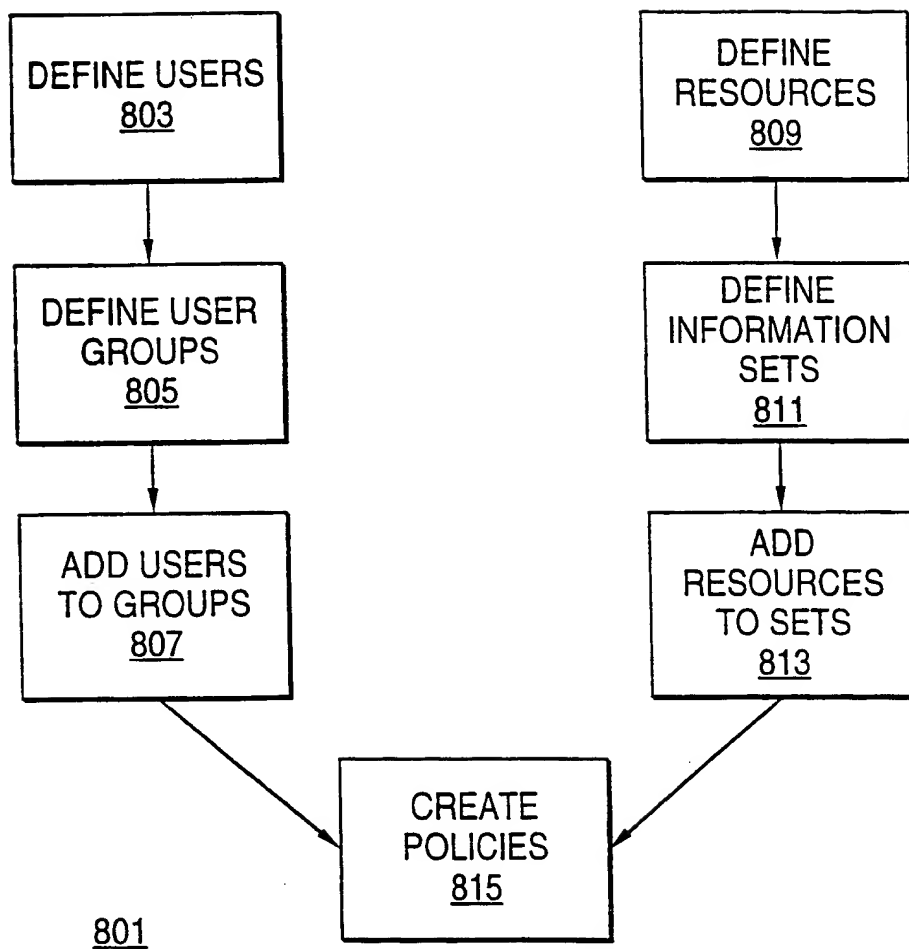 DEFINE USERS
803
DEFINE
RESOURCES
809
DEFINE USER
GROUPS
805
DEFINE
INFORMATION
SETS
811
ADD USERS
TO GROUPS
807
ADD
RESOURCES
TO SETS
813
CREATE
POLICIES
815
801